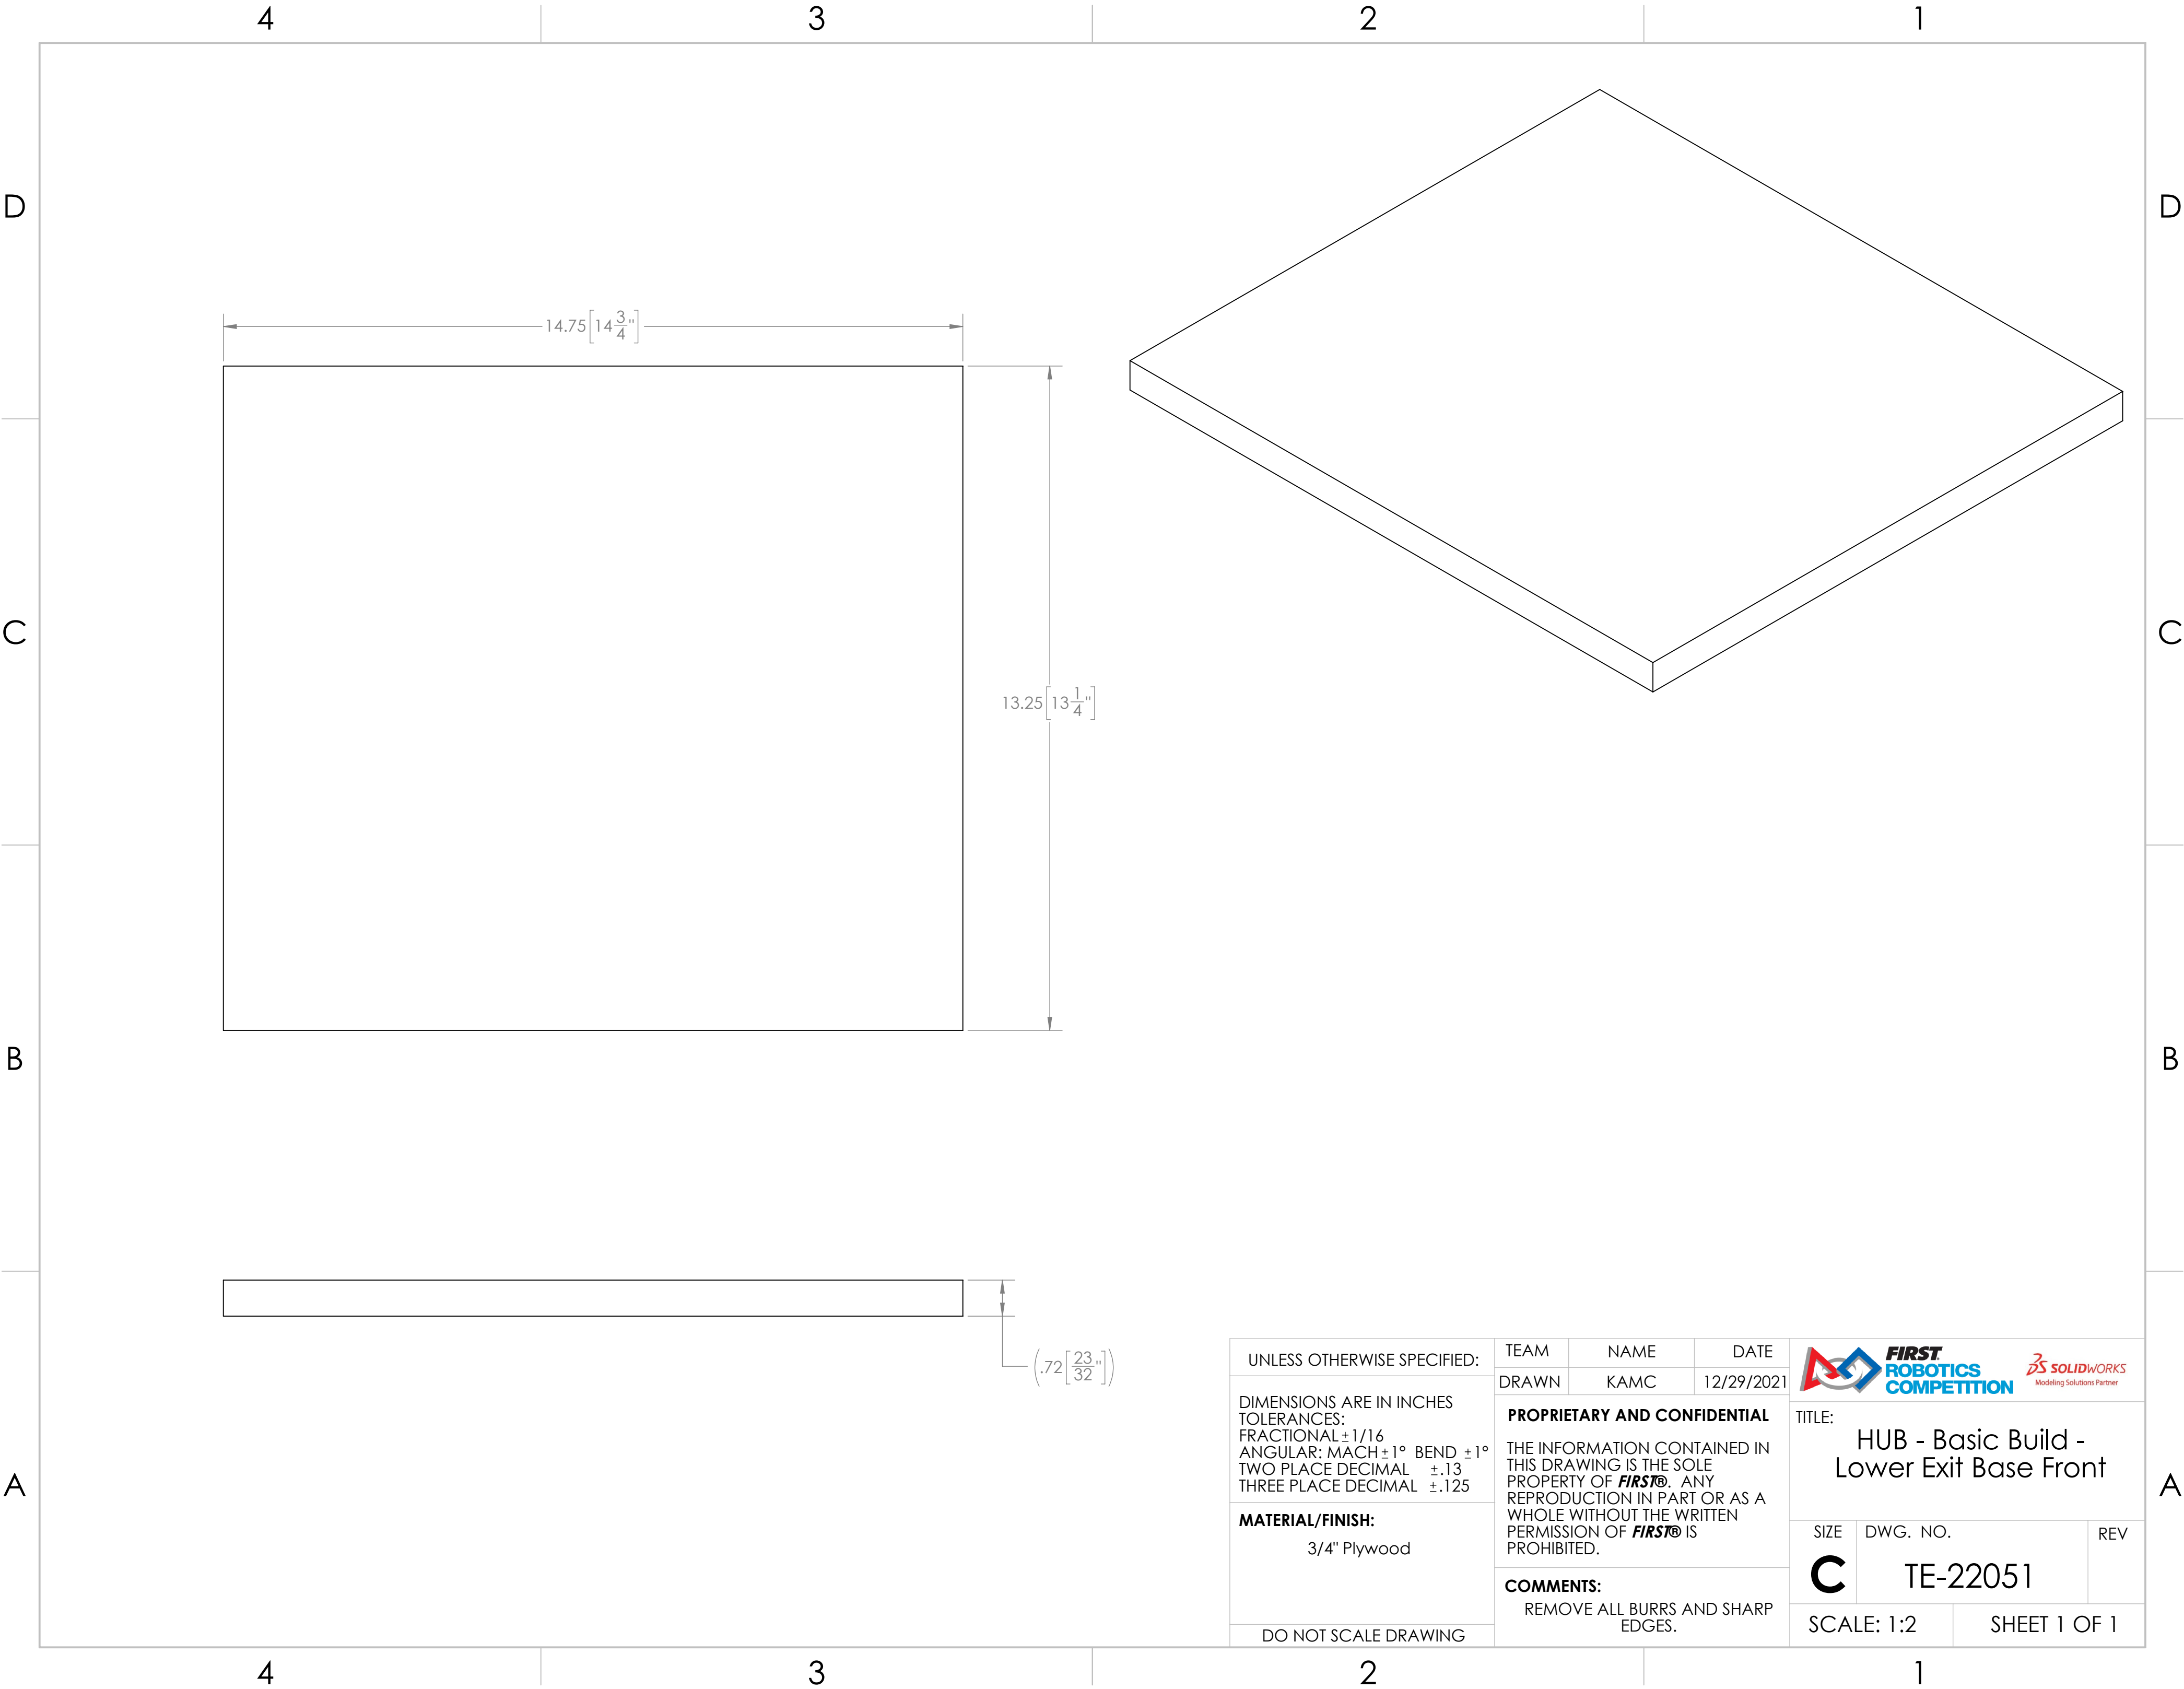 4 3 2 1
D D
14.75[14 3/4"]
C C
13.25[13 1/4"]
B B
(.72[23/32"])
UNLESS OTHERWISE SPECIFIED:
DIMENSIONS ARE IN INCHES
TOLERANCES:
FRACTIONAL±1/16
ANGULAR: MACH±1° BEND ±1°
TWO PLACE DECIMAL ±.13
THREE PLACE DECIMAL ±.125
MATERIAL/FINISH:
3/4" Plywood
DO NOT SCALE DRAWING
TEAM NAME DATE
DRAWN KAMC 12/29/2021
PROPRIETARY AND CONFIDENTIAL
THE INFORMATION CONTAINED IN
THIS DRAWING IS THE SOLE
PROPERTY OF FIRST®. ANY
REPRODUCTION IN PART OR AS A
WHOLE WITHOUT THE WRITTEN
PERMISSION OF FIRST® IS
PROHIBITED.
COMMENTS:
REMOVE ALL BURRS AND SHARP
EDGES.
FIRST
ROBOTICS
COMPETITION
SOLIDWORKS
Modeling Solutions Partner
TITLE:
HUB - Basic Build -
Lower Exit Base Front
SIZE DWG. NO. REV
C TE-22051
SCALE: 1:2 SHEET 1 OF 1
A A
4 3 2 1